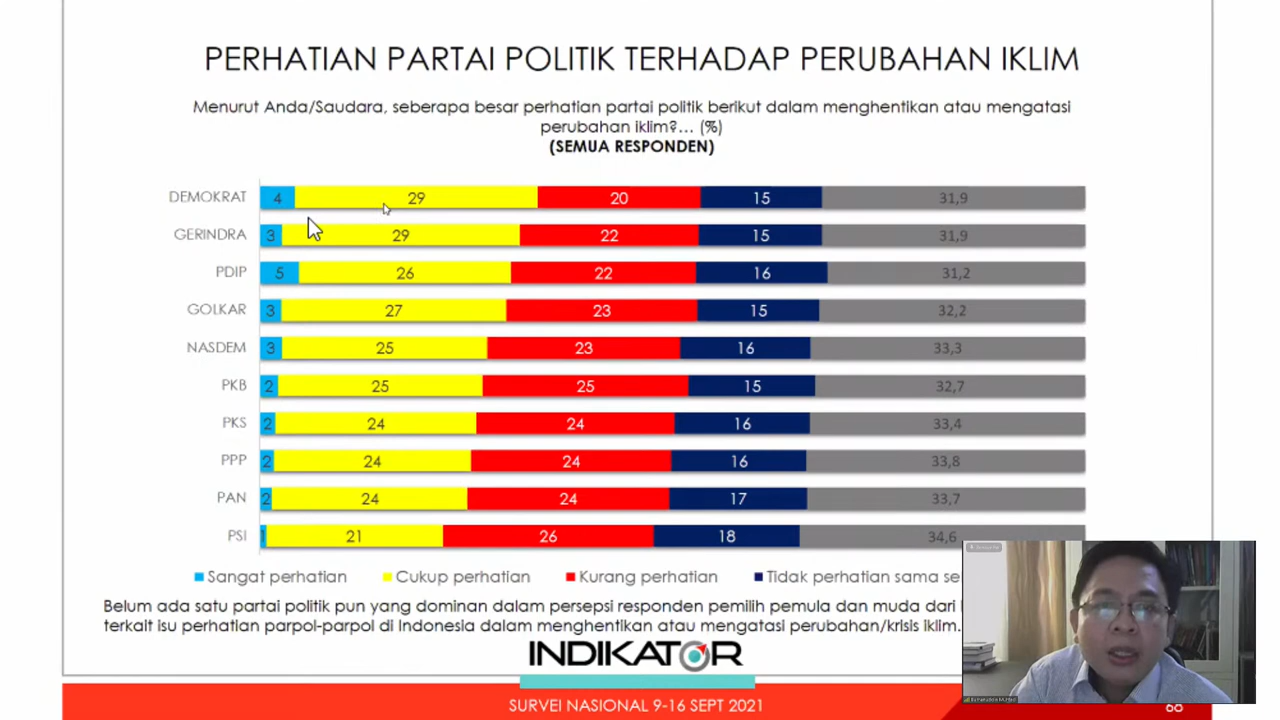 PERHATIAN PARTAI POLITIK TERHADAP PERUBAHAN IKLIM
Menurut Anda/Saudara, seberapa besar perhatian partai politik berikut dalam menghentikan atau mengatasi
perubahan iklim?... (%)
(SEMUA RESPONDEN)
DEMOKRAT 4 29 20 15 31,9
GERINDRA 3 29 22 15 31,9
PDIP 5 26 22 16 31,2
GOLKAR 3 27 23 15 32,2
NASDEM 3 25 23 16 33,3
PKB 2 25 25 15 32,7
PKS 2 24 24 16 33,4
PPP 2 24 24 16 33,8
PAN 2 24 24 17 33,7
PSI 1 21 26 18 34,6
Sangat perhatian Cukup perhatian Kurang perhatian Tidak perhatian sama se
Belum ada satu partai politik pun yang dominan dalam persepsi responden pemilih pemula dan muda dari
terkait isu perhatian parpol-parpol di Indonesia dalam menghentikan atau mengatasi perubahan/krisis iklim.
INDIKATOR
SURVEI NASIONAL 9-16 SEPT 2021